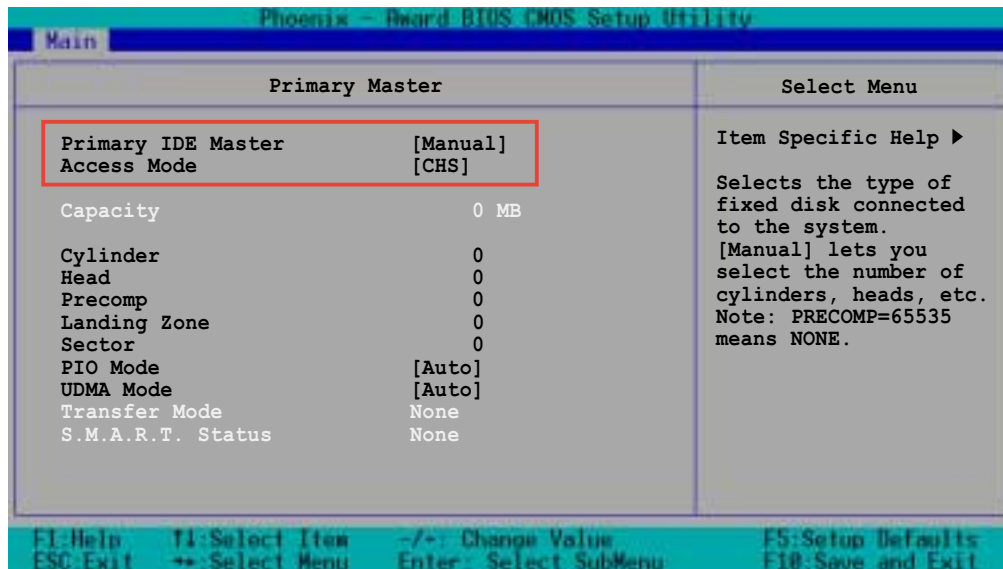 Phoenix - Award BIOS CMOS Setup Utility
Main
Primary Master
Select Menu
Primary IDE Master [Manual]
Access Mode [CHS]
Capacity 0 MB
Cylinder 0
Head 0
Precomp 0
Landing Zone 0
Sector 0
PIO Mode [Auto]
UDMA Mode [Auto]
Transfer Mode None
S.M.A.R.T. Status None
Item Specific Help ▶
Selects the type of
fixed disk connected
to the system.
[Manual] lets you
select the number of
cylinders, heads, etc.
Note: PRECOMP=65535
means NONE.
F1:Help ↑↓:Select Item -/+: Change Value F5:Setup Defaults
ESC:Exit ←→:Select Menu Enter: Select SubMenu F10:Save and Exit